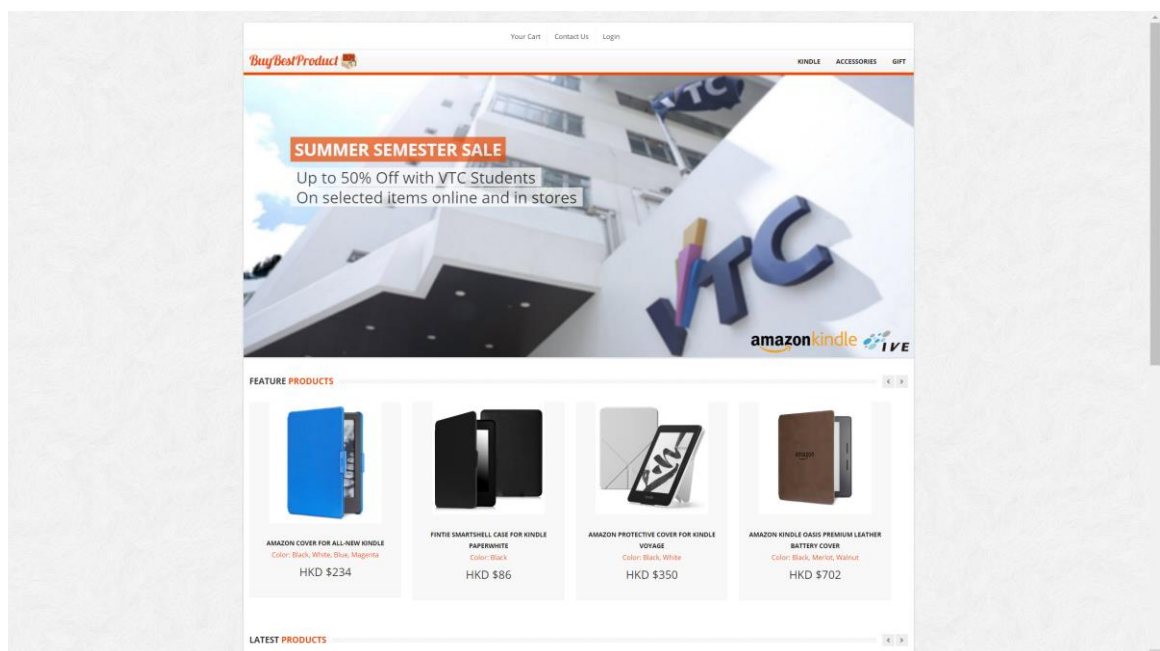 Your Cart Contact Us Login
BuyBestProduct
KINDLE ACCESSORIES GIFT
VTC
SUMMER SEMESTER SALE
Up to 50% Off with VTC Students
On selected items online and in stores
VTC
amazonkindle IVE
FEATURE PRODUCTS
amazon
AMAZON COVER FOR ALL-NEW KINDLE
Color: Black, White, Blue, Magenta
HKD $234
FINTIE SMARTSHELL CASE FOR KINDLE
PAPERWHITE
Color: Black
HKD $86
AMAZON PROTECTIVE COVER FOR KINDLE
VOYAGE
Color: Black, White
HKD $350
AMAZON KINDLE OASIS PREMIUM LEATHER
BATTERY COVER
Color: Black, Merlot, Walnut
HKD $702
LATEST PRODUCTS